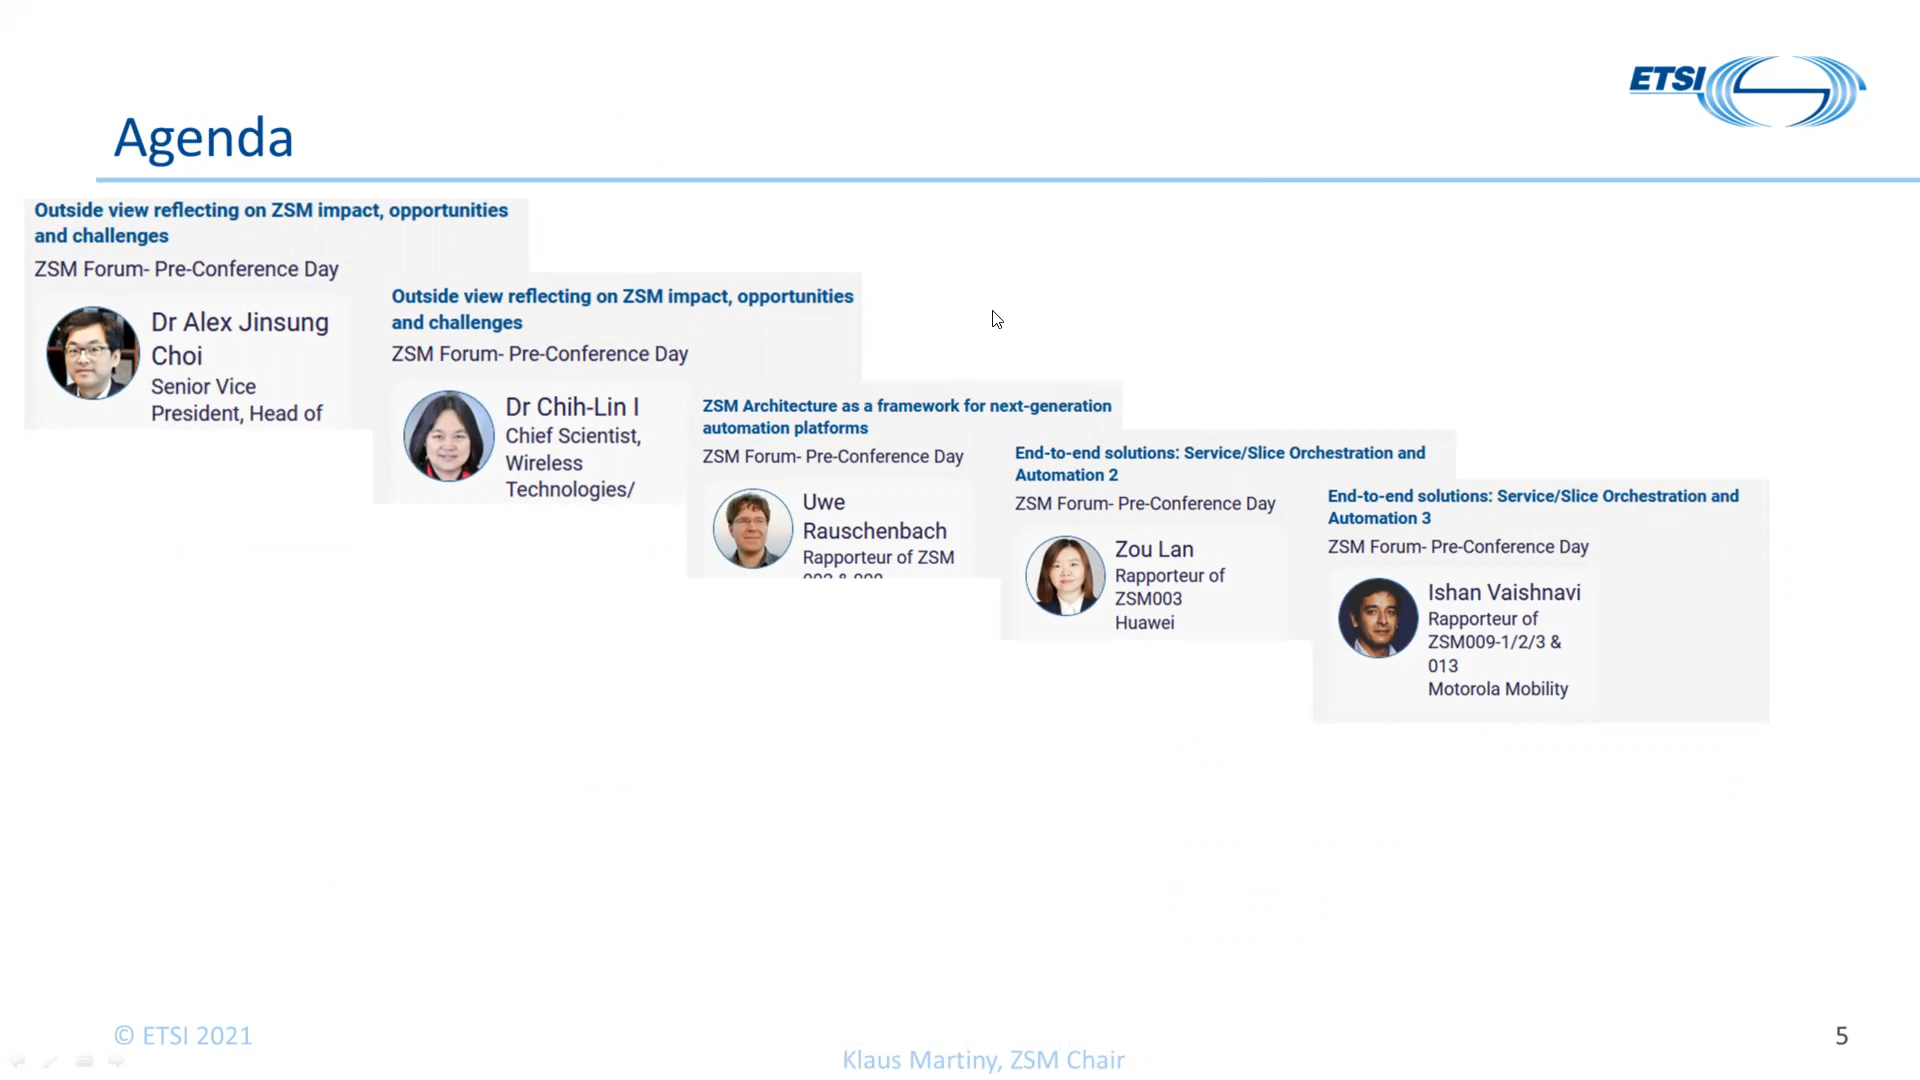 ETSI
Agenda
Outside view reflecting on ZSM impact, opportunities
and challenges
ZSM Forum- Pre-Conference Day
Dr Alex Jinsung
Choi
Senior Vice
President, Head of
Outside view reflecting on ZSM impact, opportunities
and challenges
ZSM Forum- Pre-Conference Day
Dr Chih-Lin I
Chief Scientist,
Wireless
Technologies/
ZSM Architecture as a framework for next-generation
automation platforms
ZSM Forum- Pre-Conference Day
Uwe
Rauschenbach
Rapporteur of ZSM
End-to-end solutions: Service/Slice Orchestration and
Automation 2
ZSM Forum- Pre-Conference Day
Zou Lan
Rapporteur of
ZSM003
Huawei
End-to-end solutions: Service/Slice Orchestration and
Automation 3
ZSM Forum- Pre-Conference Day
Ishan Vaishnavi
Rapporteur of
ZSM009-1/2/3 &
013
Motorola Mobility
© ETSI 2021
Klaus Martiny, ZSM Chair
5